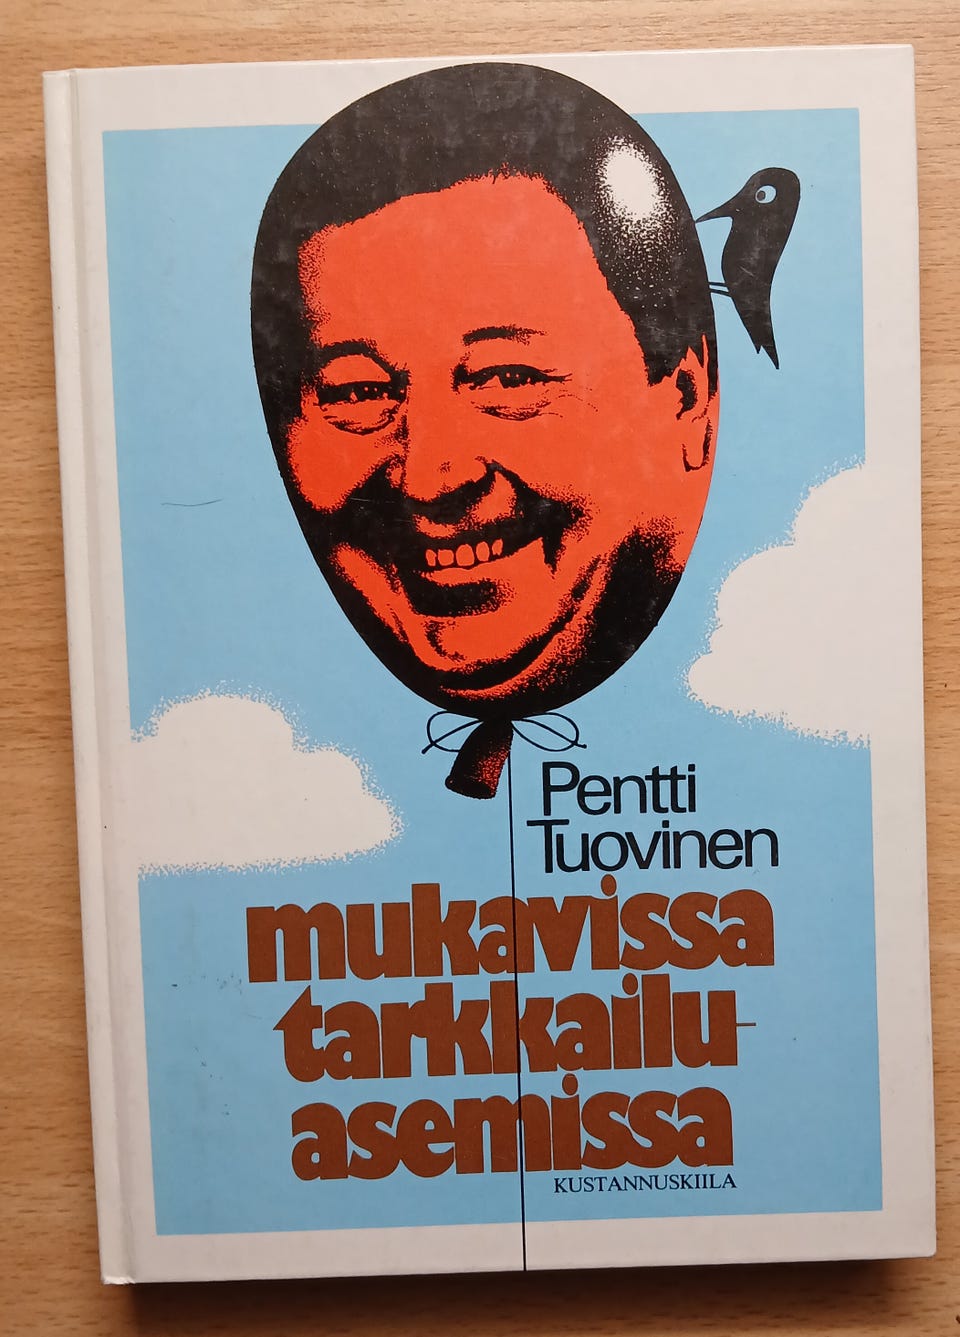 Pentti
Tuovinen
mukavissa
tarkkailu-
asemissa
KUSTANNUSKIILA